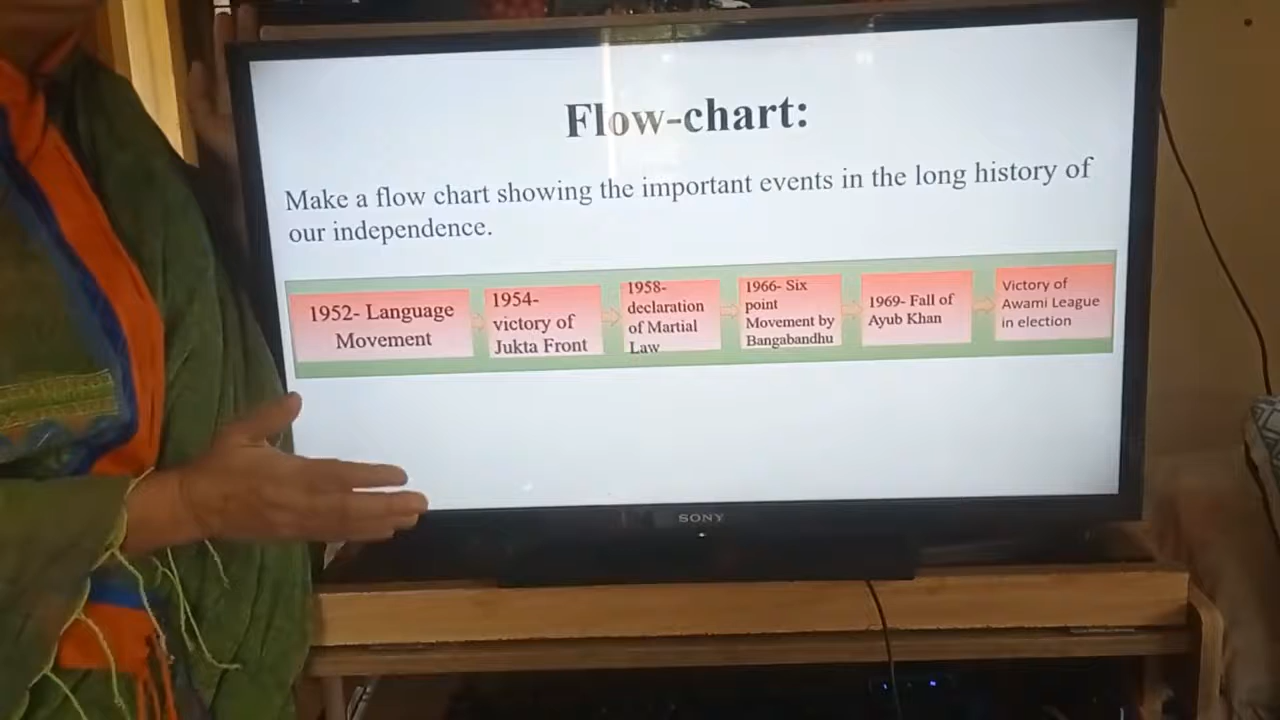 Flow-chart:
Make a flow chart showing the important events in the long history of
our independence.
1952- Language
Movement
1954-
victory of
Jukta Front
1958-
declaration
of Martial
Law
1966- Six
point
Movement by
Bangabandhu
1969- Fall of
Ayub Khan
Victory of
Awami League
in election
SONY